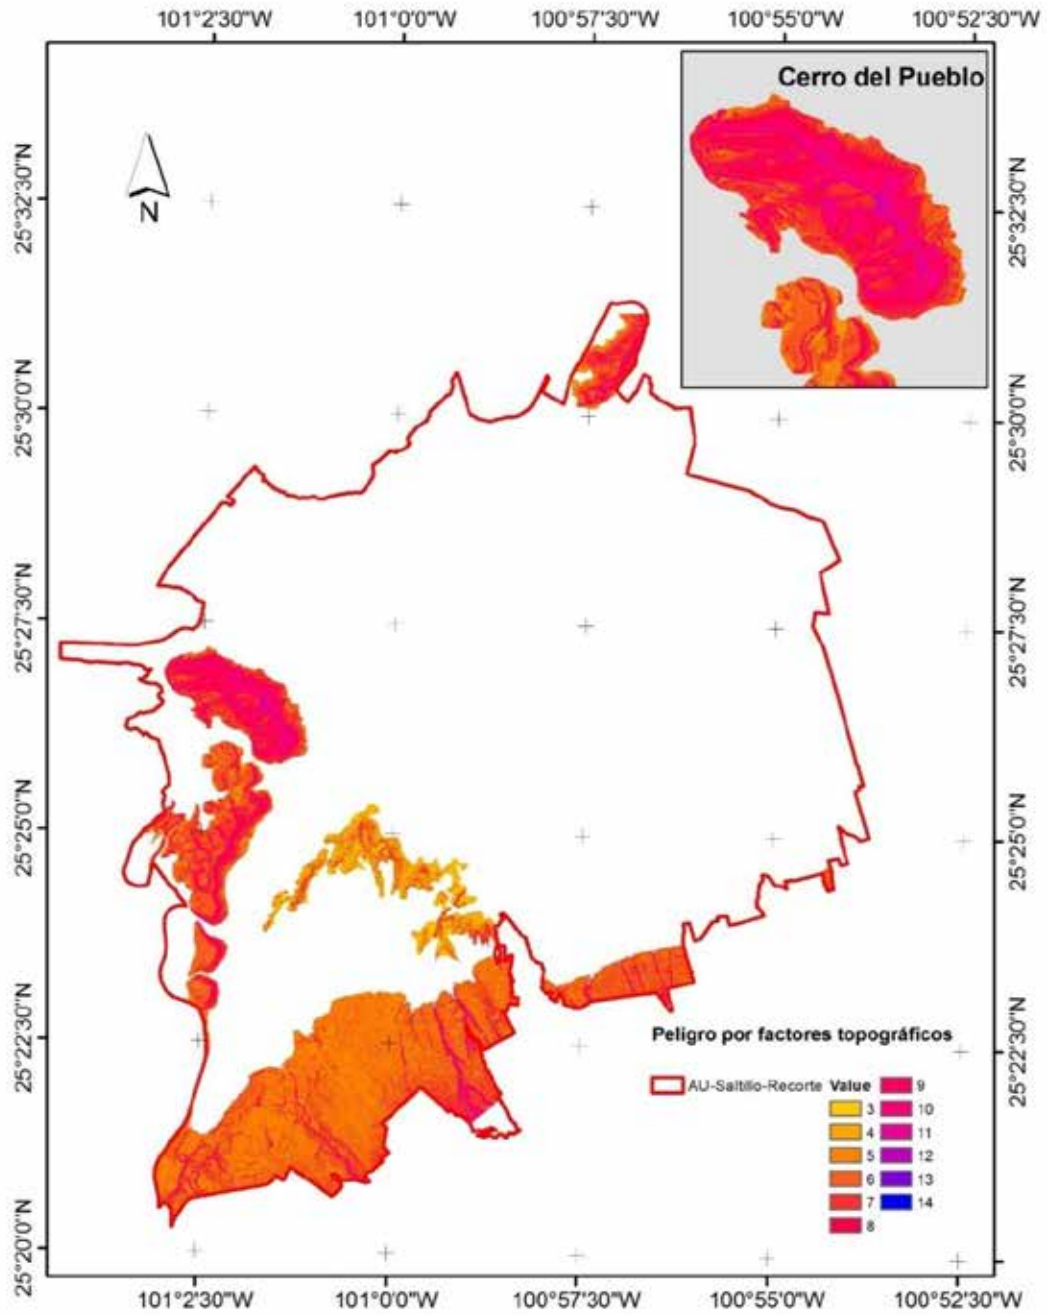 101°2'30"W 101°0'0"W 100°57'30"W 100°55'0"W 100°52'30"W
Cerro del Pueblo
N
25°32'30"N 25°32'30"N
25°30'0"N 25°30'0"N
25°27'30"N 25°27'30"N
25°25'0"N 25°25'0"N
25°22'30"N 25°22'30"N
25°20'0"N
Peligro por factores topográficos
AU-Saltillo-Recorte Value
3
4
5
6
7
8
9
10
11
12
13
14
101°2'30"W 101°0'0"W 100°57'30"W 100°55'0"W 100°52'30"W